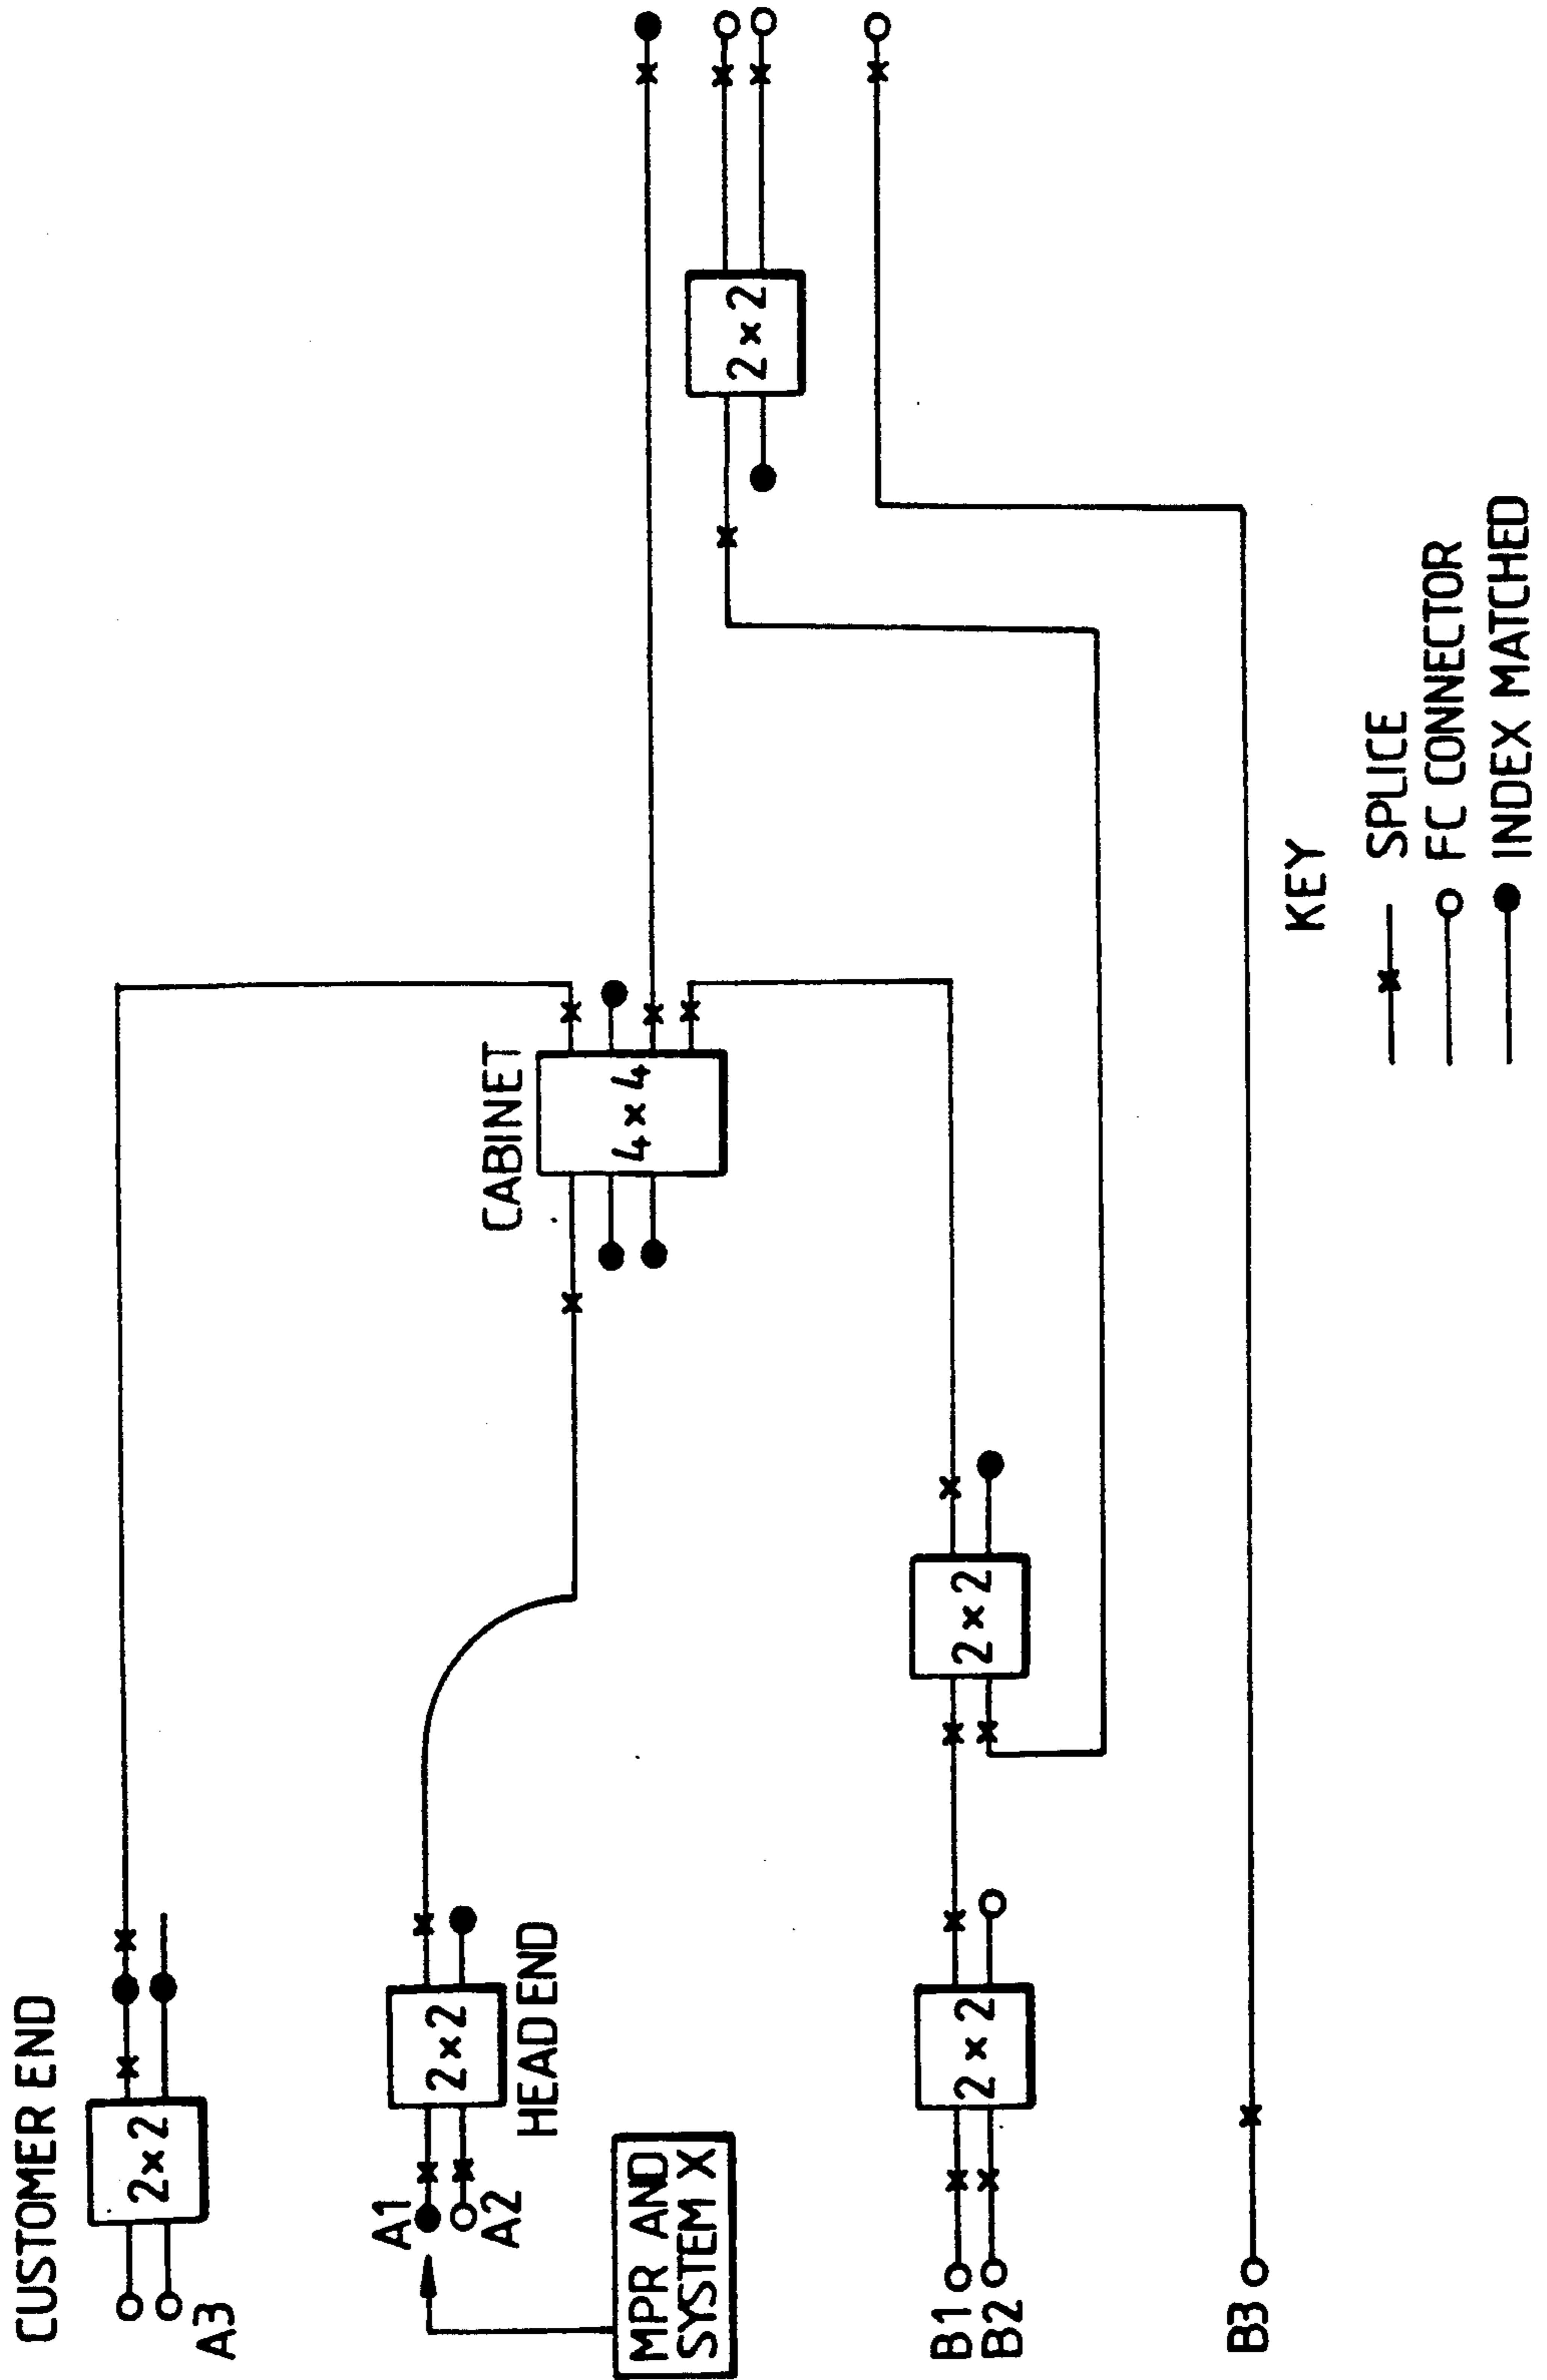 CUSTOMER END
2×2
A3
A1
A2
2×2
HEAD END
MPR AND
SYSTEM X
CABINET
4×4
2×2
B1
B2
2×2
2×2
B3
KEY
SPLICE
FC CONNECTOR
INDEX MATCHED